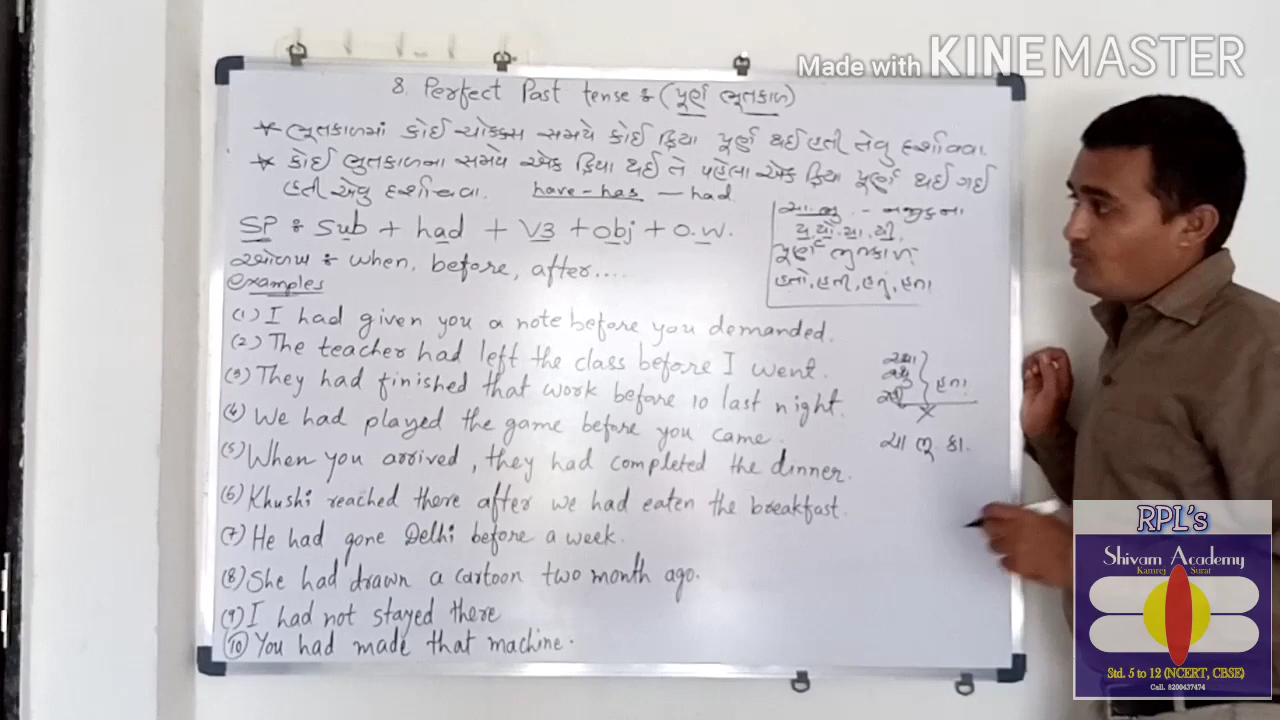 Made with KINEMASTER
8. Perfect Past tense : (પૂર્ણ ભૂતકાળ)
* ભૂતકાળમાં કોઈ ચોક્કસ સમયે કોઈ ક્રિયા પૂર્ણ થઈ હતી તેવુ દર્શાવવા.
* કોઈ ભુતકાળના સમયે એક ક્રિયા થઈ તે પહેલા એક ક્રિયા પૂર્ણ થઈ ગઈ
હતી એવુ દર્શાવવા. have-has — had
SP : Sub + had + V3 + Obj + O.W.
when, before, after....
Examples
સા.ભુ. - નજીકના
ય, યો, યા, યી,
પૂર્ણ ભુતકાળ
હતો, હતી, હતુ, હતા
(1) I had given you a note before you demanded.
(2) The teacher had left the class before I went.
(3) They had finished that work before 10 last night.
(4) We had played the game before you came.
(5) When you arrived, they had completed the dinner.
(6) Khushi reached there after we had eaten the breakfast.
(7) He had gone Delhi before a week.
(8) She had drawn a cartoon two month ago.
(9) I had not stayed there
(10) You had made that machine.
હતા
સા ભૂ કા.
RPL's
Shivam Academy
Kamrej Surat
Std. 5 to 12 (NCERT, CBSE)
Call. 8200437474